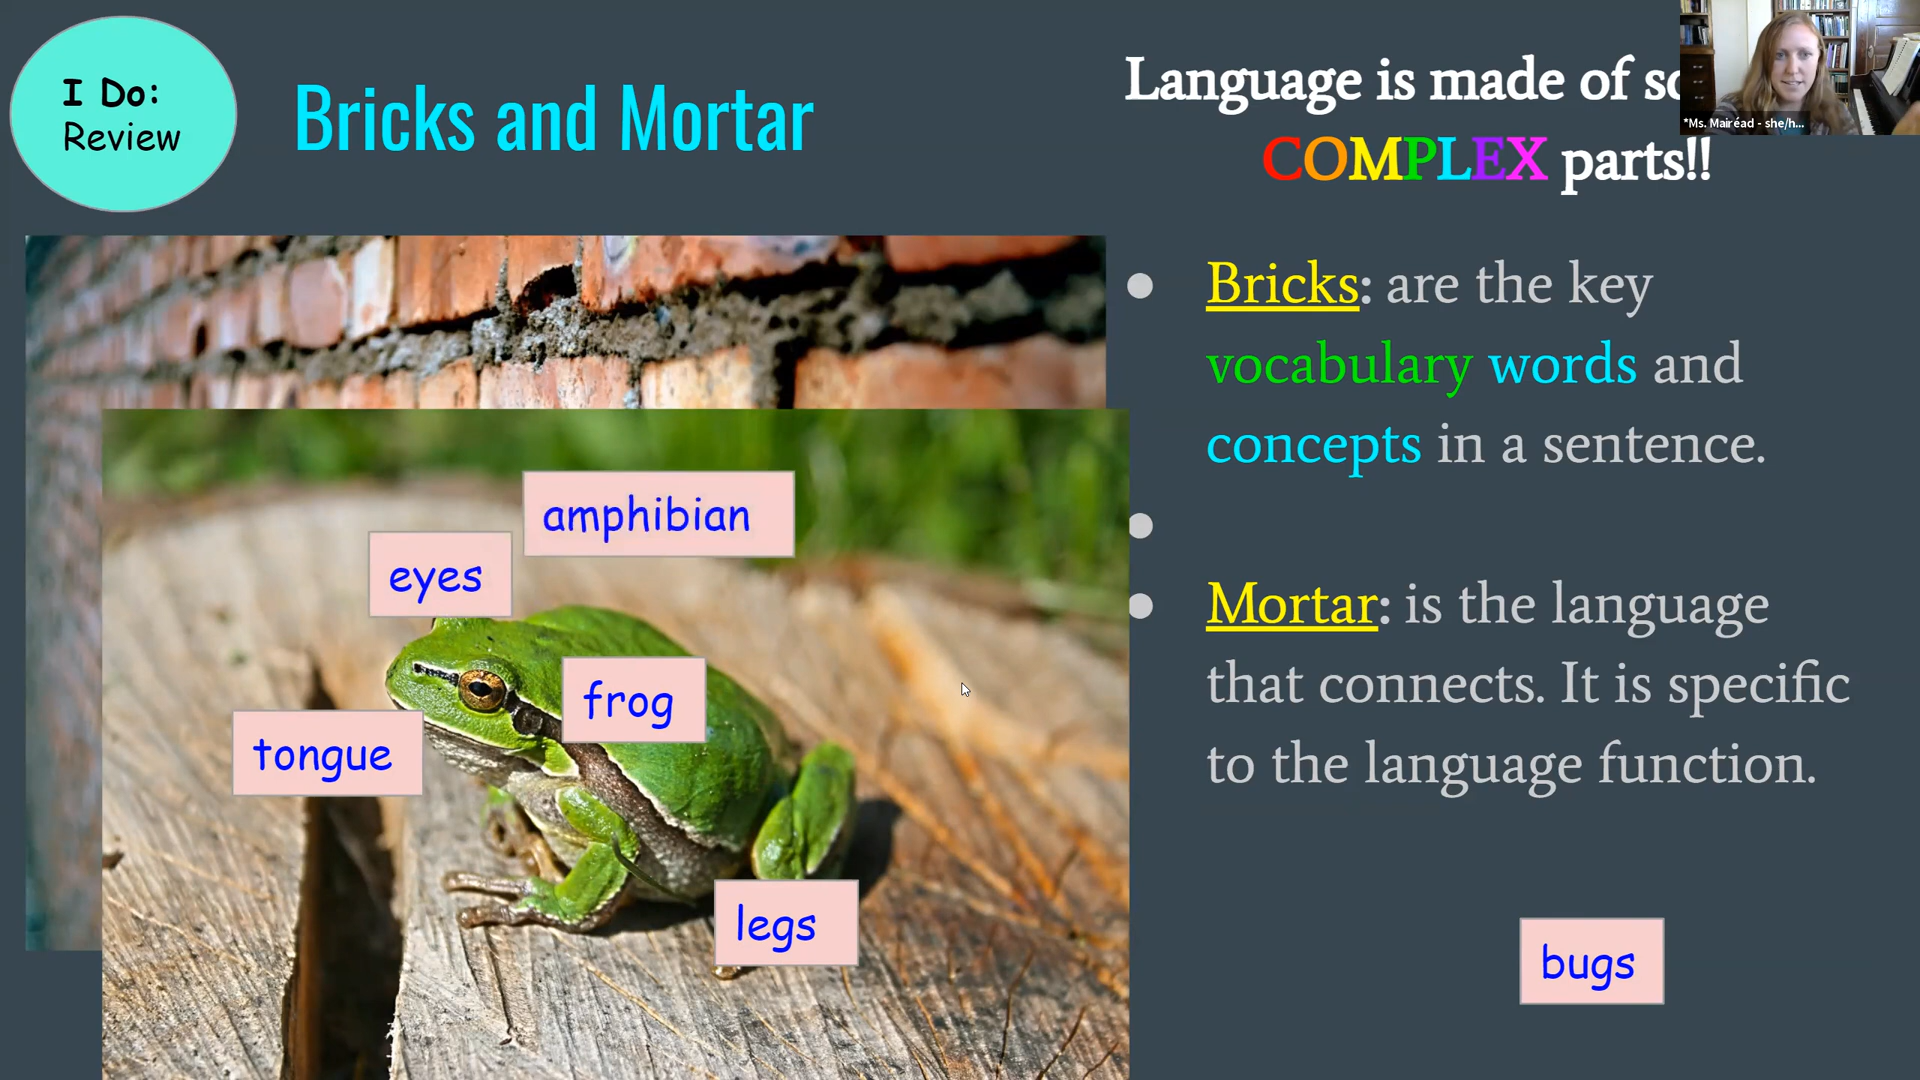 I Do:
Review
Bricks and Mortar
Language is made of so
COMPLEX parts!!
*Ms. Mairéad - she/h...
Bricks: are the key
vocabulary words and
concepts in a sentence.
Mortar: is the language
that connects. It is specific
to the language function.
amphibian
eyes
frog
tongue
legs
bugs